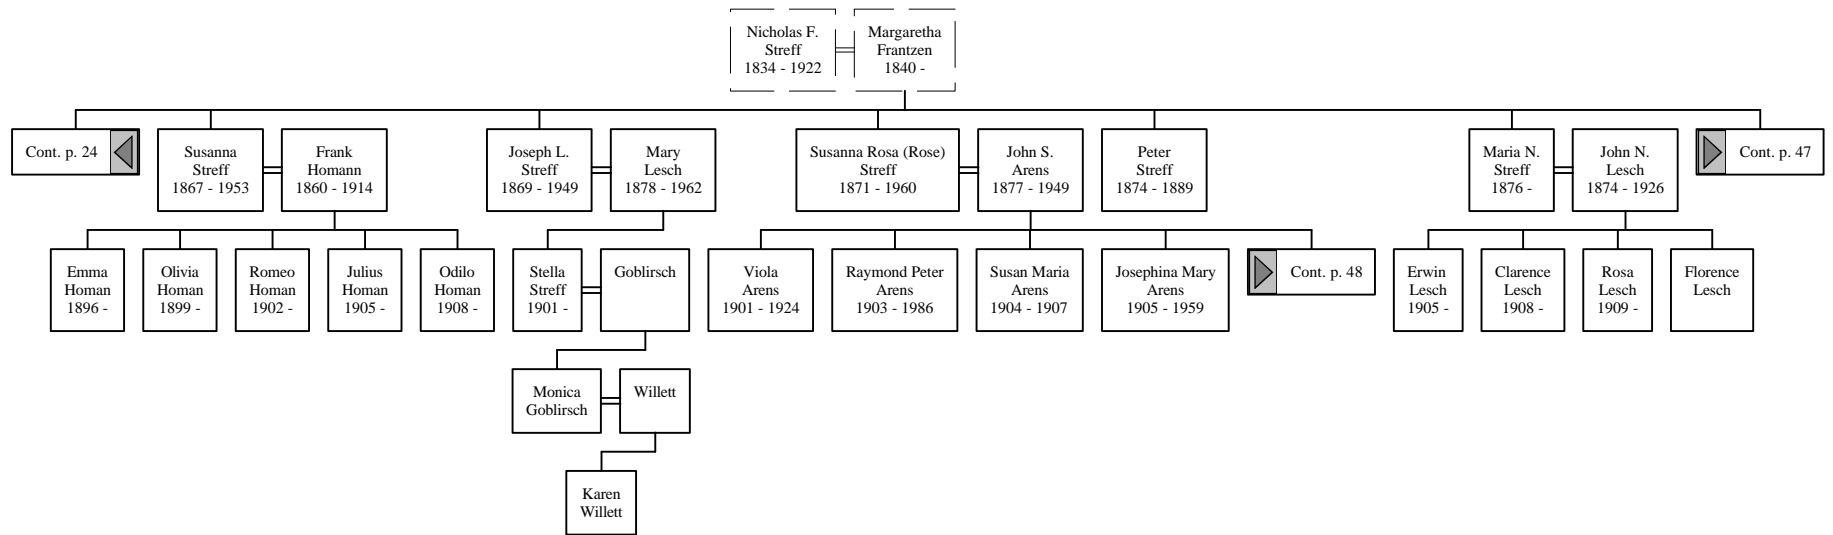 Nicholas F.
Streff
1834 - 1922
Margaretha
Frantzen
1840 -
Cont. p. 24
Susanna
Streff
1867 - 1953
Frank
Homann
1860 - 1914
Joseph L.
Streff
1869 - 1949
Mary
Lesch
1878 - 1962
Susanna Rosa (Rose)
Streff
1871 - 1960
John S.
Arens
1877 - 1949
Peter
Streff
1874 - 1889
Maria N.
Streff
1876 -
John N.
Lesch
1874 - 1926
Cont. p. 47
Emma
Homan
1896 -
Olivia
Homan
1899 -
Romeo
Homan
1902 -
Julius
Homan
1905 -
Odilo
Homan
1908 -
Stella
Streff
1901 -
Goblirsch
Viola
Arens
1901 - 1924
Raymond Peter
Arens
1903 - 1986
Susan Maria
Arens
1904 - 1907
Josephina Mary
Arens
1905 - 1959
Cont. p. 48
Erwin
Lesch
1905 -
Clarence
Lesch
1908 -
Rosa
Lesch
1909 -
Florence
Lesch
Monica
Goblirsch
Willett
Karen
Willett